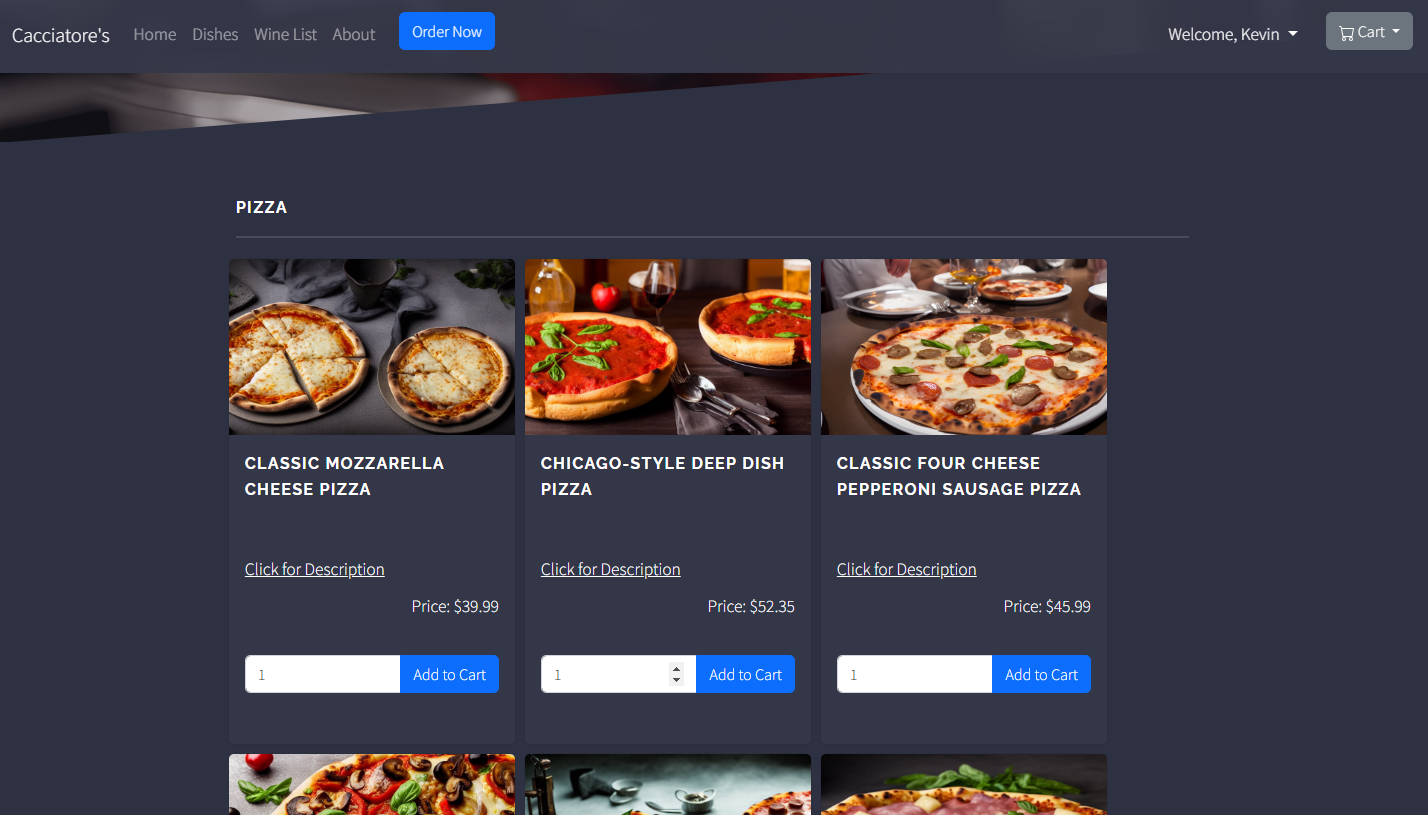 Cacciatore's Home Dishes Wine List About Order Now Welcome, Kevin Cart
PIZZA
CLASSIC MOZZARELLA
CHEESE PIZZA
Click for Description
Price: $39.99
1 Add to Cart
CHICAGO-STYLE DEEP DISH
PIZZA
Click for Description
Price: $52.35
1 Add to Cart
CLASSIC FOUR CHEESE
PEPPERONI SAUSAGE PIZZA
Click for Description
Price: $45.99
1 Add to Cart